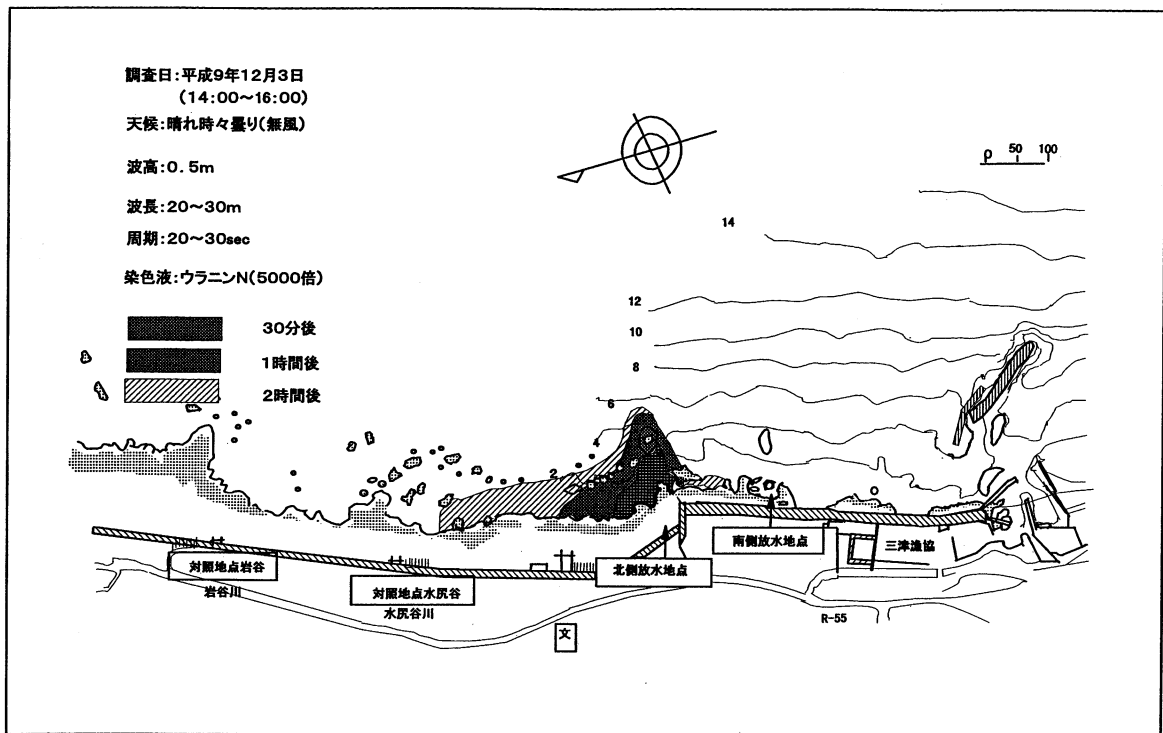 調査日:平成9年12月3日
(14:00～16:00)
天候:晴れ時々曇り(無風)
波高:0.5m
波長:20～30m
周期:20～30sec
染色液:ウラニンN(5000倍)
30分後
1時間後
2時間後
0 50 100
14
12
10
8
6
4
2
南側放水地点
三津漁協
北側放水地点
対照地点岩谷
岩谷川
対照地点水尻谷
水尻谷川
R-55
文